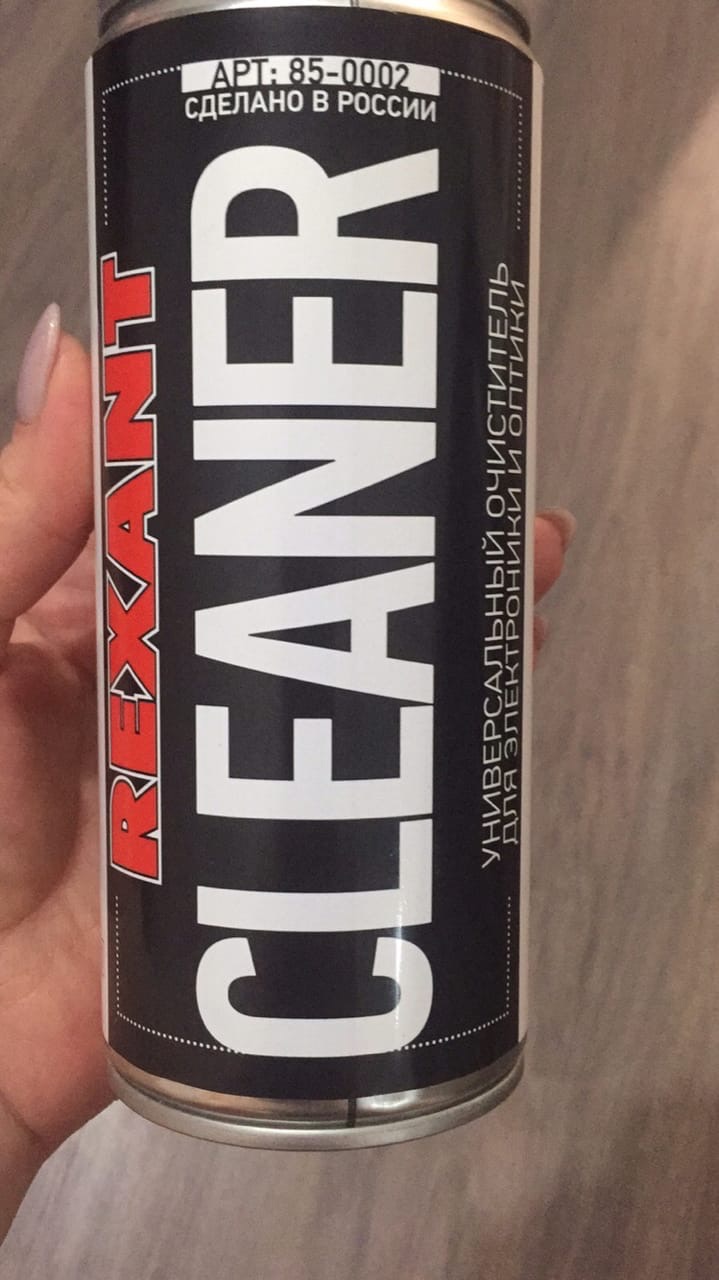 АРТ: 85-0002
СДЕЛАНО В РОССИИ
REXANT
CLEANER
УНИВЕРСАЛЬНЫЙ ОЧИСТИТЕЛЬ
ДЛЯ ЭЛЕКТРОНИКИ И ОПТИКИ